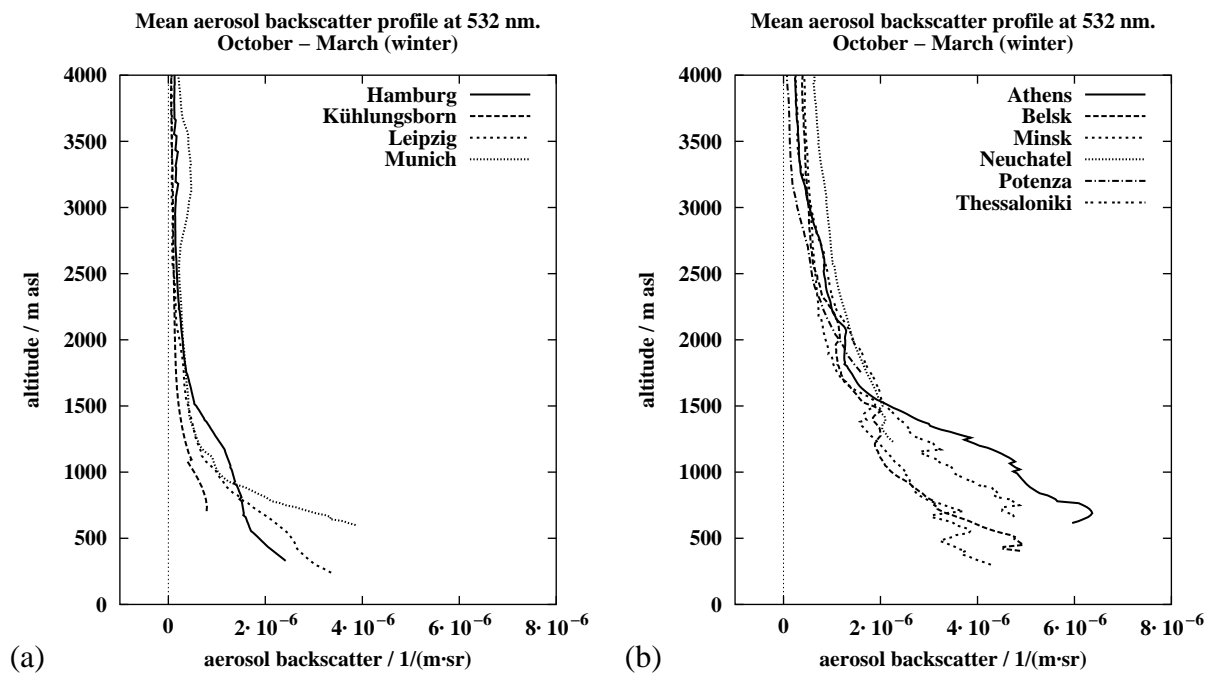 Mean aerosol backscatter profile at 532 nm.
October – March (winter)
4000
3500
3000
2500
2000
1500
1000
500
0
altitude / m asl
Hamburg
Kühlungsborn
Leipzig
Munich
0
2·10⁻⁶
4·10⁻⁶
6·10⁻⁶
8·10⁻⁶
aerosol backscatter / 1/(m·sr)
(a)
Mean aerosol backscatter profile at 532 nm.
October – March (winter)
4000
3500
3000
2500
2000
1500
1000
500
0
altitude / m asl
Athens
Belsk
Minsk
Neuchatel
Potenza
Thessaloniki
0
2·10⁻⁶
4·10⁻⁶
6·10⁻⁶
8·10⁻⁶
aerosol backscatter / 1/(m·sr)
(b)